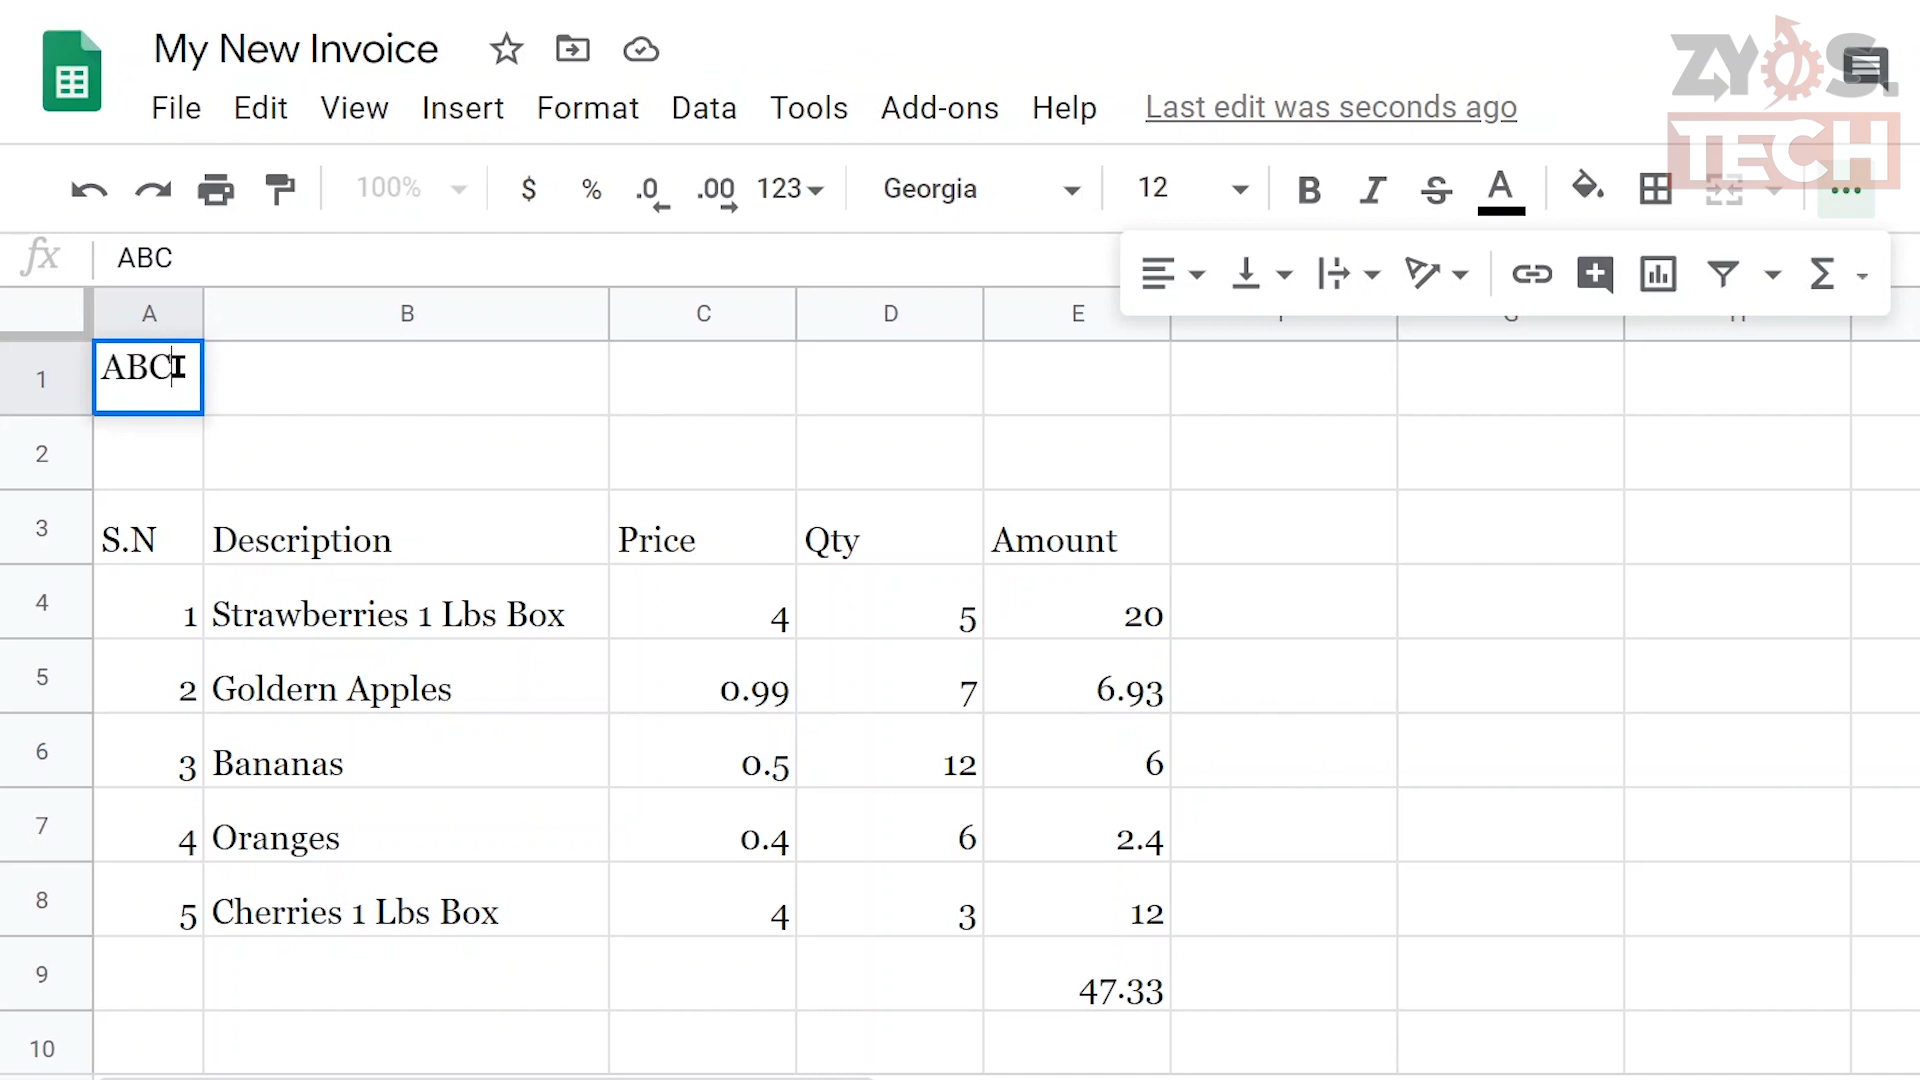 My New Invoice
File Edit View Insert Format Data Tools Add-ons Help Last edit was seconds ago
ZYOS.
TECH
100% $ % .0 .00 123 Georgia 12 B I S A
fx ABC
A B C D E
1 ABC
2
3 S.N Description Price Qty Amount
4 1 Strawberries 1 Lbs Box 4 5 20
5 2 Goldern Apples 0.99 7 6.93
6 3 Bananas 0.5 12 6
7 4 Oranges 0.4 6 2.4
8 5 Cherries 1 Lbs Box 4 3 12
9 47.33
10